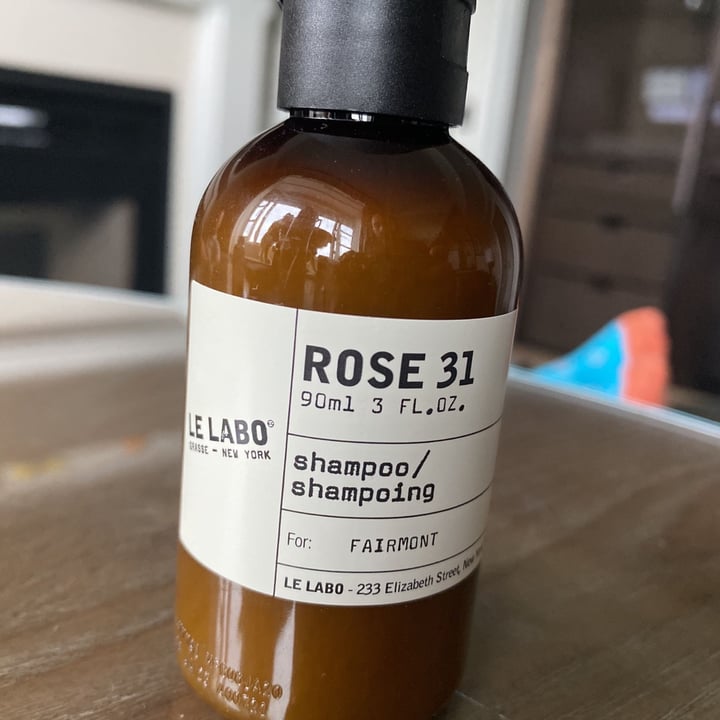 ROSE 31
90ml 3 FL.OZ.
LE LABO®
GRASSE - NEW YORK
shampoo/
shampoing
For: FAIRMONT
LE LABO - 233 Elizabeth Street, New